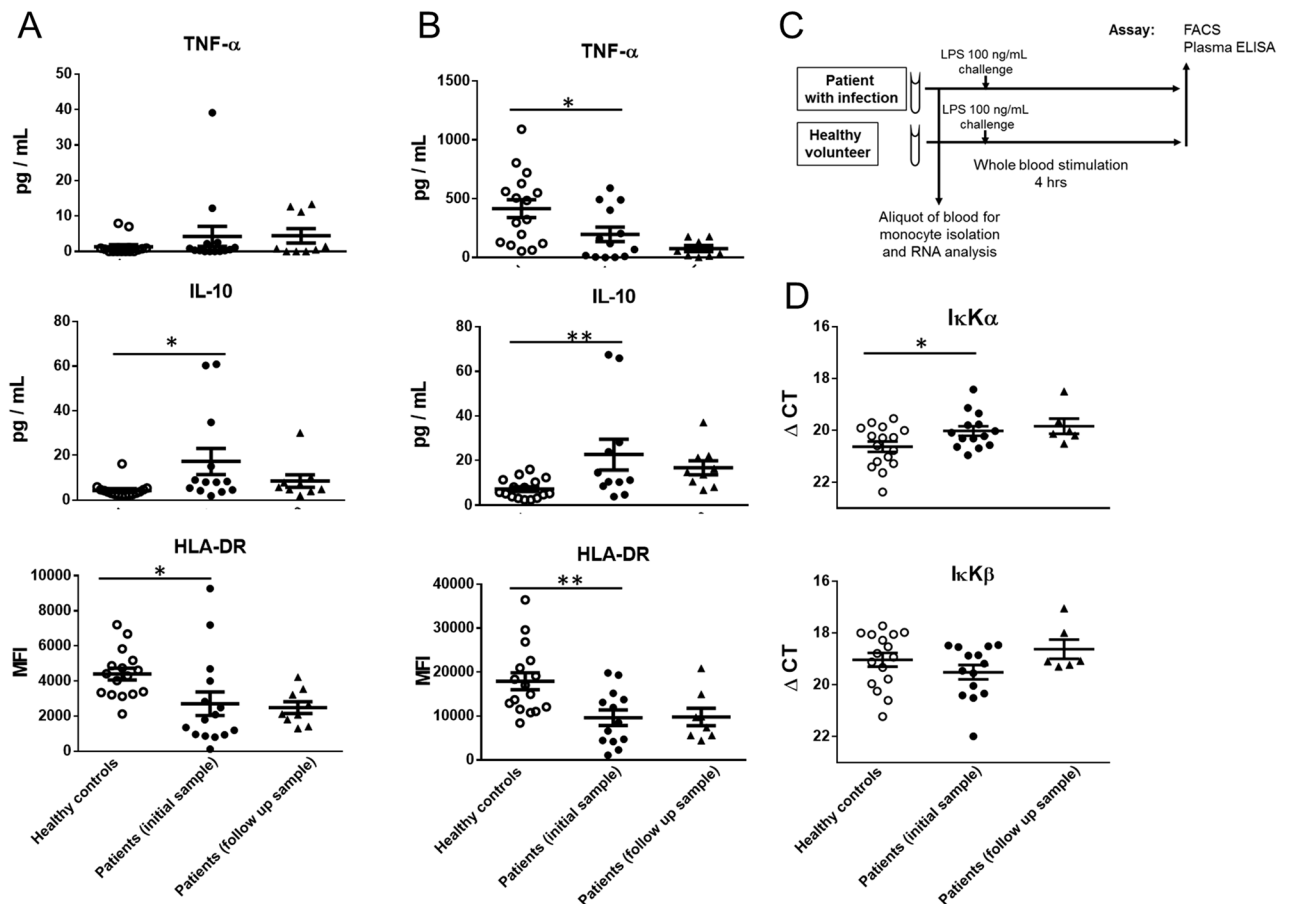 A
TNF-α
50
40
30
20
10
0
pg / mL
IL-10
*
80
60
40
20
0
pg / mL
HLA-DR
*
10000
8000
6000
4000
2000
0
MFI
Healthy controls
Patients (initial sample)
Patients (follow up sample)
B
TNF-α
*
1500
1000
500
0
pg / mL
IL-10
**
80
60
40
20
0
pg / mL
HLA-DR
**
40000
30000
20000
10000
0
MFI
Healthy controls
Patients (initial sample)
Patients (follow up sample)
C
Assay:
FACS
Plasma ELISA
LPS 100 ng/mL
challenge
Patient
with infection
LPS 100 ng/mL
challenge
Healthy
volunteer
Whole blood stimulation
4 hrs
Aliquot of blood for
monocyte isolation
and RNA analysis
D
IκKα
*
16
18
20
22
Δ CT
IκKβ
16
18
20
22
Δ CT
Healthy controls
Patients (initial sample)
Patients (follow up sample)